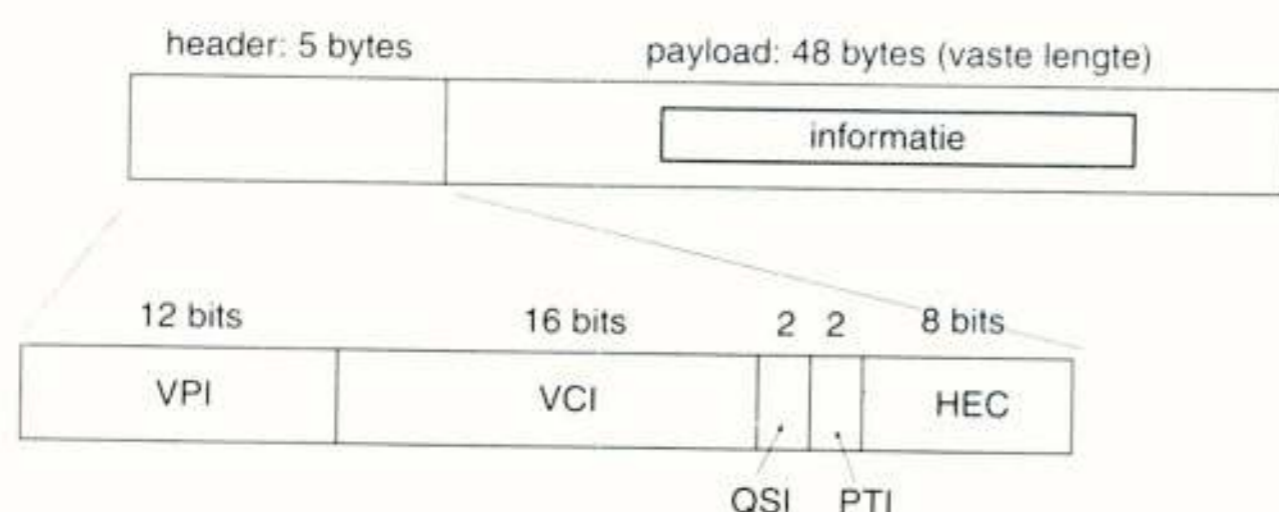 header: 5 bytes
payload: 48 bytes (vaste lengte)
informatie
12 bits
16 bits
2
2
8 bits
VPI
VCI
HEC
QSI
PTI